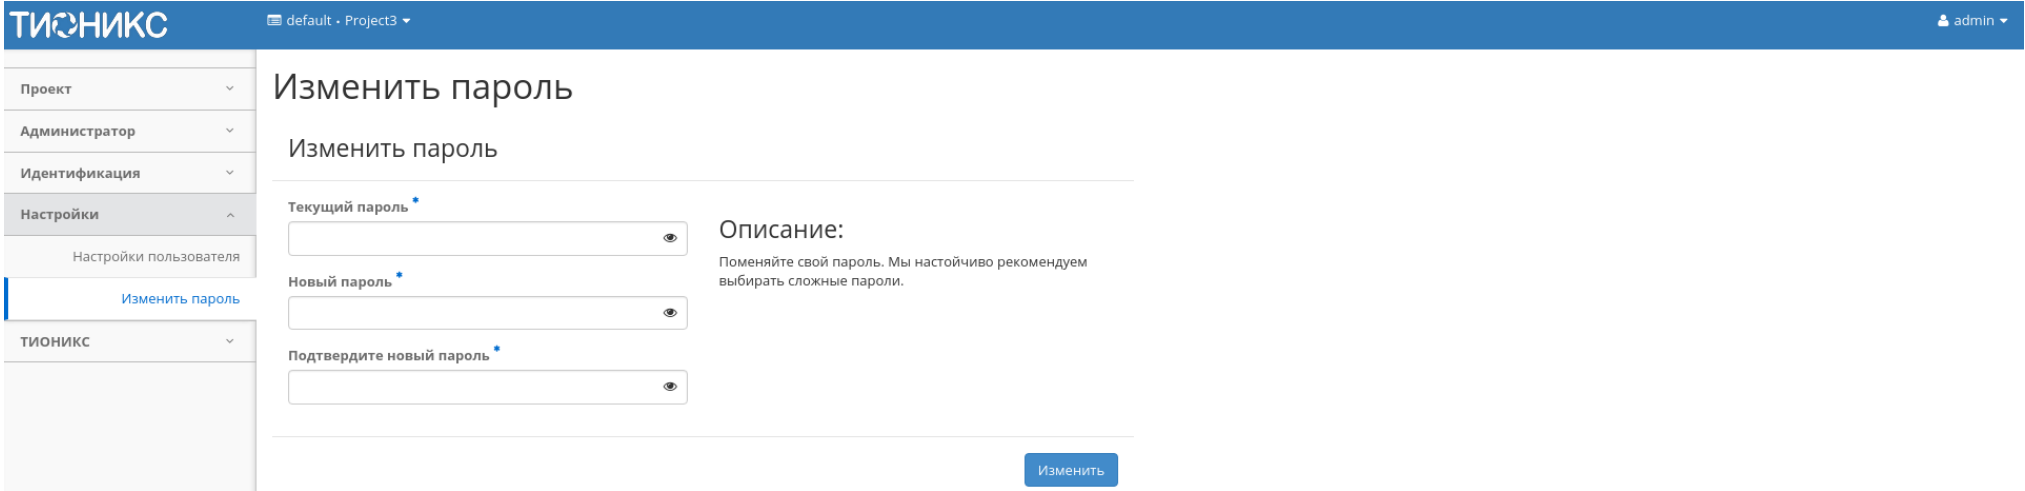 ТИОНИКС
default • Project3
admin
Проект
Администратор
Идентификация
Настройки
Настройки пользователя
Изменить пароль
ТИОНИКС
Изменить пароль
Изменить пароль
Текущий пароль *
Новый пароль *
Подтвердите новый пароль *
Описание:
Поменяйте свой пароль. Мы настойчиво рекомендуем
выбирать сложные пароли.
Изменить